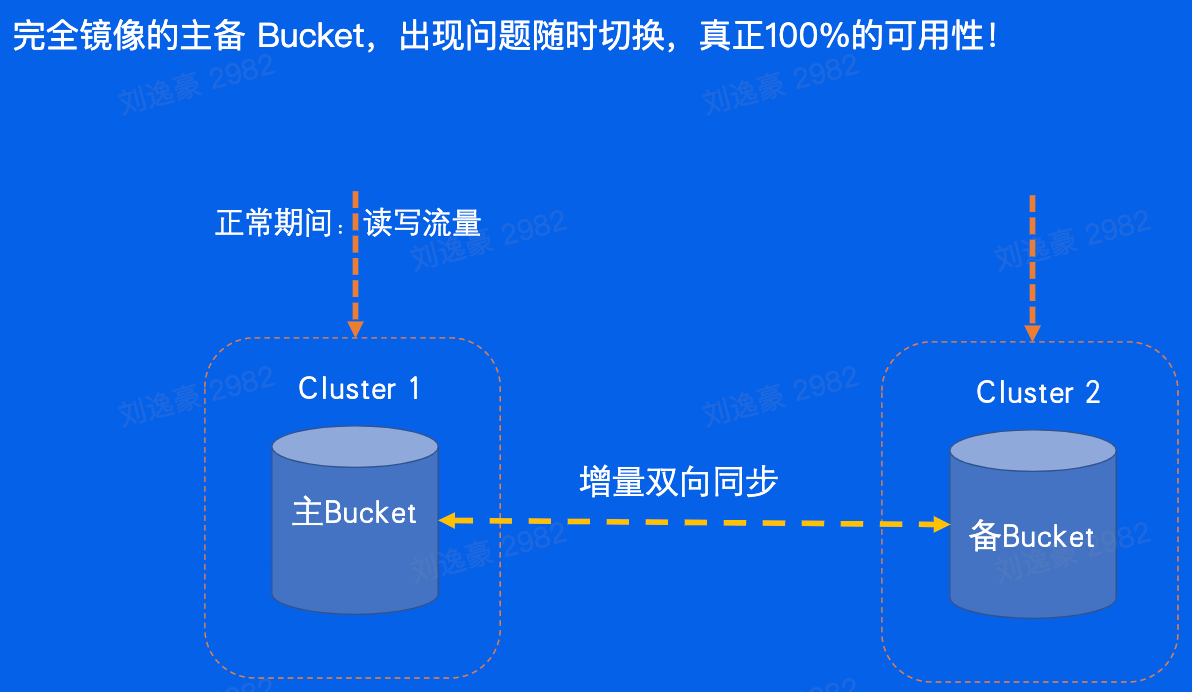 完全镜像的主备 Bucket，出现问题随时切换，真正100%的可用性！
刘逸豪 2982
刘逸豪 2982
正常期间：读写流量
刘逸豪 2982
刘逸豪 2982
Cluster 1
Cluster 2
刘逸豪 2982
刘逸豪 2982
增量双向同步
主Bucket
备Bucket
刘逸豪 2982
刘逸豪 2982